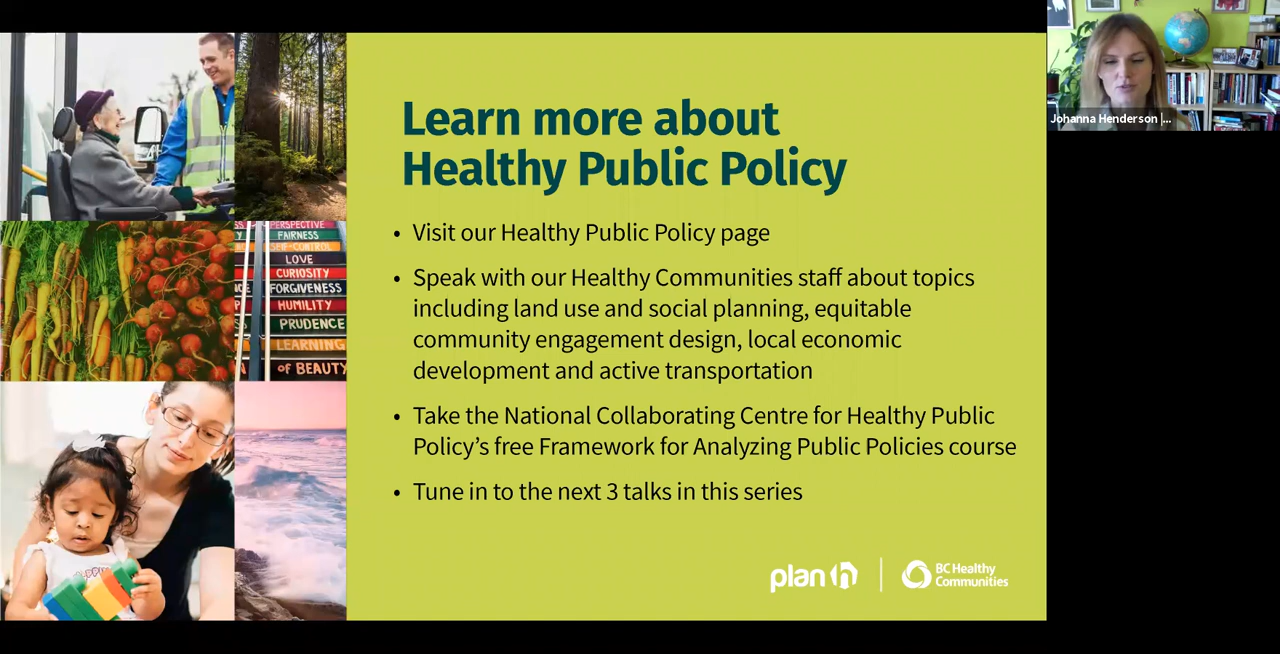 Learn more about
Healthy Public Policy
• Visit our Healthy Public Policy page
• Speak with our Healthy Communities staff about topics
including land use and social planning, equitable
community engagement design, local economic
development and active transportation
• Take the National Collaborating Centre for Healthy Public
Policy’s free Framework for Analyzing Public Policies course
• Tune in to the next 3 talks in this series
plan h
BC Healthy
Communities
Johanna Henderson |...
PERSPECTIVE
FAIRNESS
SELF-CONTROL
LOVE
CURIOSITY
FORGIVENESS
HUMILITY
PRUDENCE
LEARNING
of BEAUTY